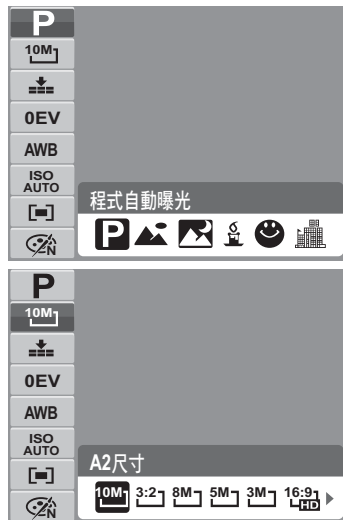 P
10M
0EV
AWB
ISO
AUTO
N
程式自動曝光
P
P
10M
0EV
AWB
ISO
AUTO
N
A2尺寸
10M 3:2 8M 5M 3M 16:9 HD